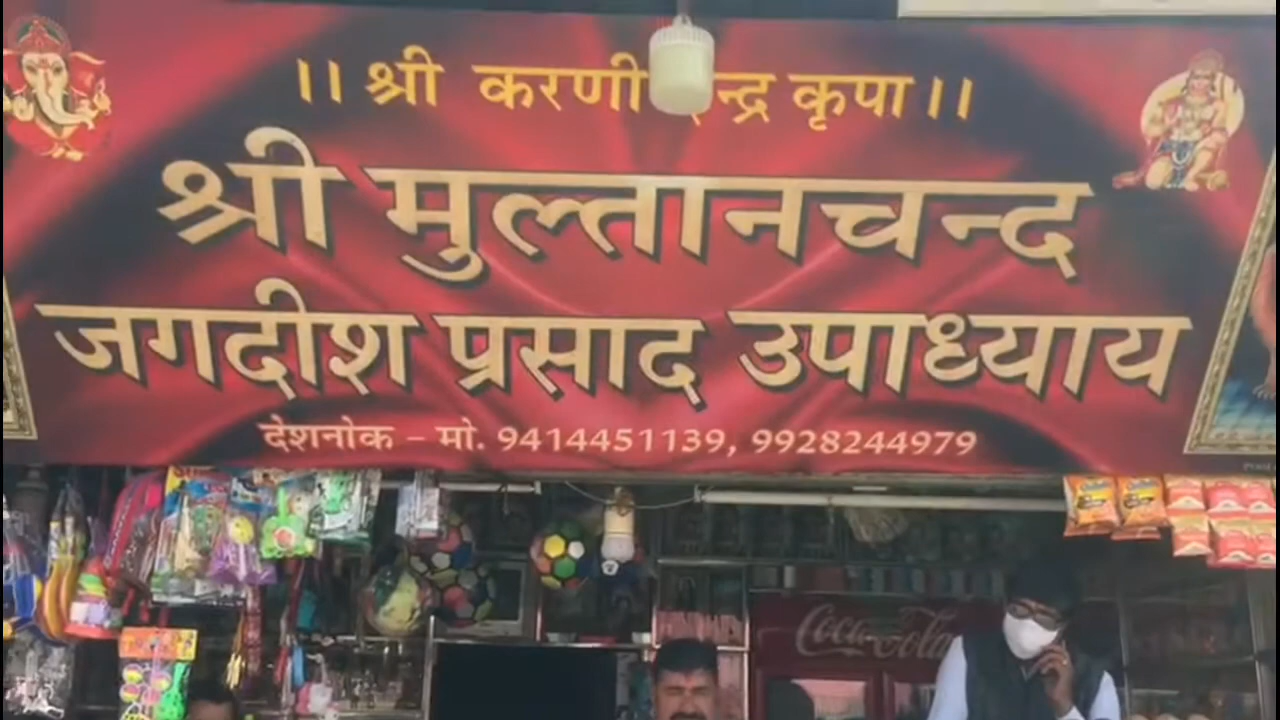 ।। श्री करणी न्द्र कृपा ।।
श्री मुल्तानचन्द
जगदीश प्रसाद उपाध्याय
देशनोक – मो. 9414451139, 9928244979
Coca-Cola